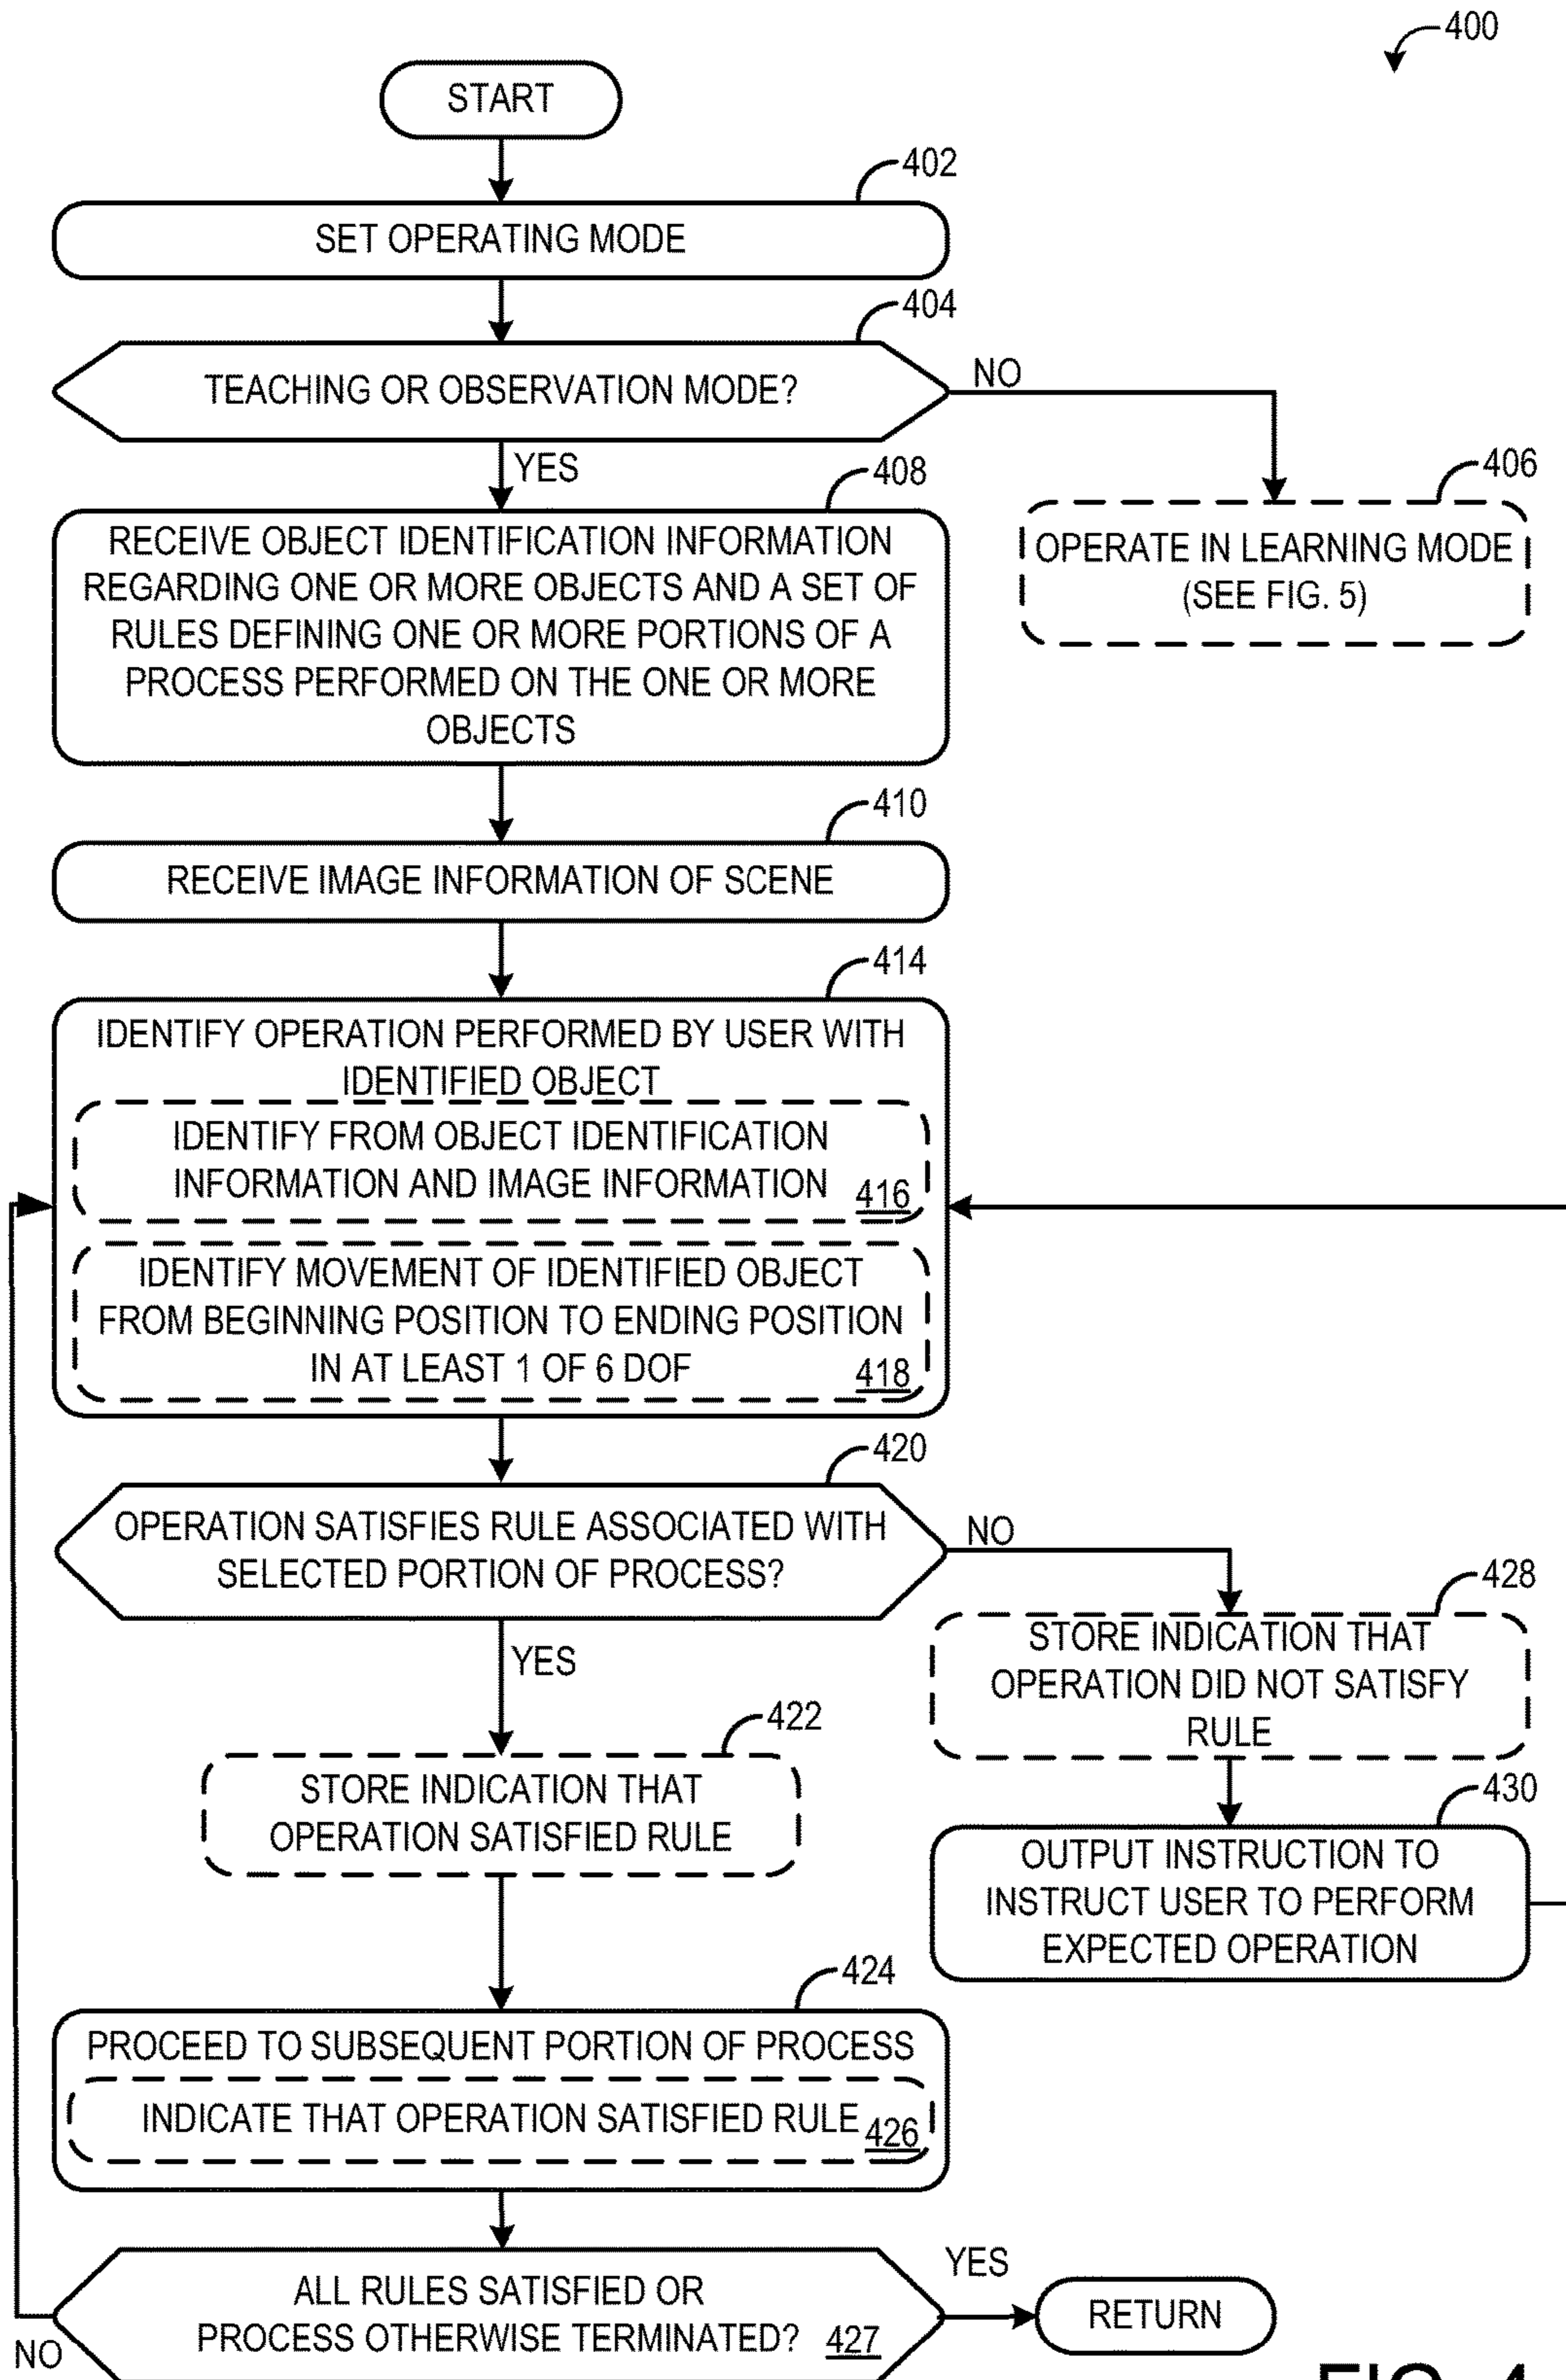 400
START
402
SET OPERATING MODE
404
TEACHING OR OBSERVATION MODE?
NO
YES
408
RECEIVE OBJECT IDENTIFICATION INFORMATION
REGARDING ONE OR MORE OBJECTS AND A SET OF
RULES DEFINING ONE OR MORE PORTIONS OF A
PROCESS PERFORMED ON THE ONE OR MORE
OBJECTS
406
OPERATE IN LEARNING MODE
(SEE FIG. 5)
410
RECEIVE IMAGE INFORMATION OF SCENE
414
IDENTIFY OPERATION PERFORMED BY USER WITH
IDENTIFIED OBJECT
IDENTIFY FROM OBJECT IDENTIFICATION
INFORMATION AND IMAGE INFORMATION 416
IDENTIFY MOVEMENT OF IDENTIFIED OBJECT
FROM BEGINNING POSITION TO ENDING POSITION
IN AT LEAST 1 OF 6 DOF 418
420
OPERATION SATISFIES RULE ASSOCIATED WITH
SELECTED PORTION OF PROCESS?
NO
YES
428
STORE INDICATION THAT
OPERATION DID NOT SATISFY
RULE
422
STORE INDICATION THAT
OPERATION SATISFIED RULE
430
OUTPUT INSTRUCTION TO
INSTRUCT USER TO PERFORM
EXPECTED OPERATION
424
PROCEED TO SUBSEQUENT PORTION OF PROCESS
INDICATE THAT OPERATION SATISFIED RULE 426
ALL RULES SATISFIED OR
PROCESS OTHERWISE TERMINATED? 427
YES
RETURN
NO
FIG. 4